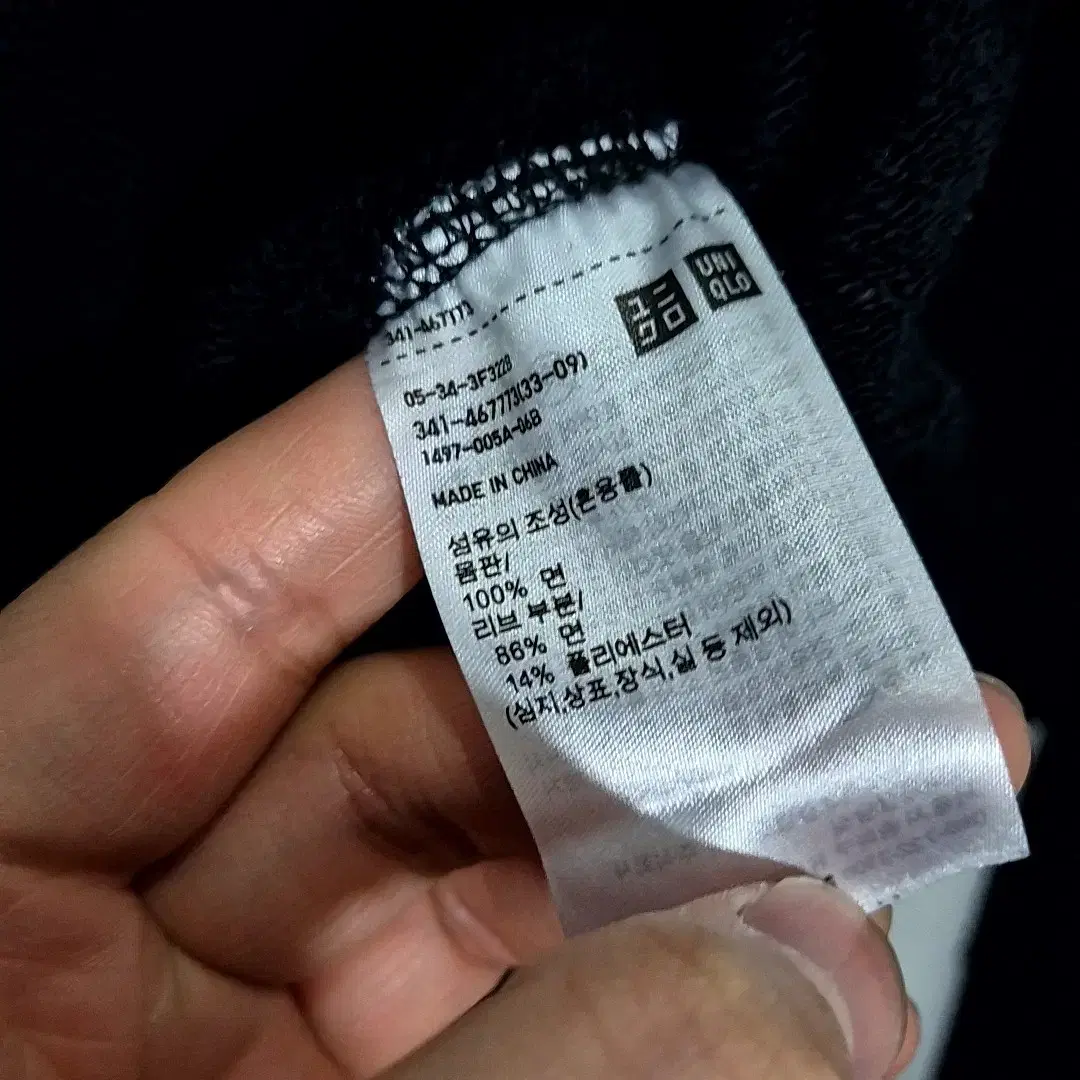 유니클로
UNI
QLO
341-467773
05-34-3F322B
341-467773(33-09)
1497-005A-06B
MADE IN CHINA
섬유의 조성(혼용률)
몸판/
100% 면
리브 부분/
86% 면
14% 폴리에스터
(심지,상표,장식,실 등 제외)